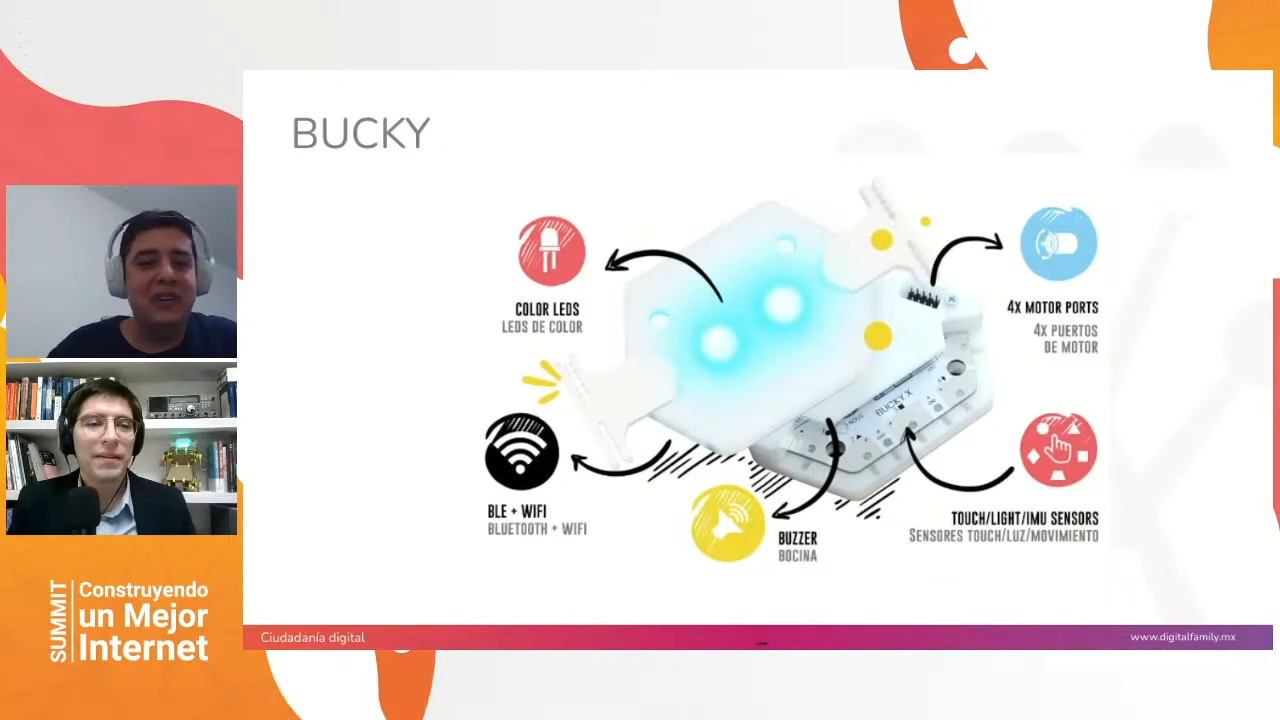 BUCKY
COLOR LEDS
LEDS DE COLOR
4X MOTOR PORTS
4X PUERTOS
DE MOTOR
BUCKY X
BLE + WIFI
BLUETOOTH + WIFI
BUZZER
BOCINA
TOUCH/LIGHT/IMU SENSORS
SENSORES TOUCH/LUZ/MOVIMIENTO
SUMMIT
Construyendo
un Mejor
Internet
Ciudadanía digital
www.digitalfamily.mx